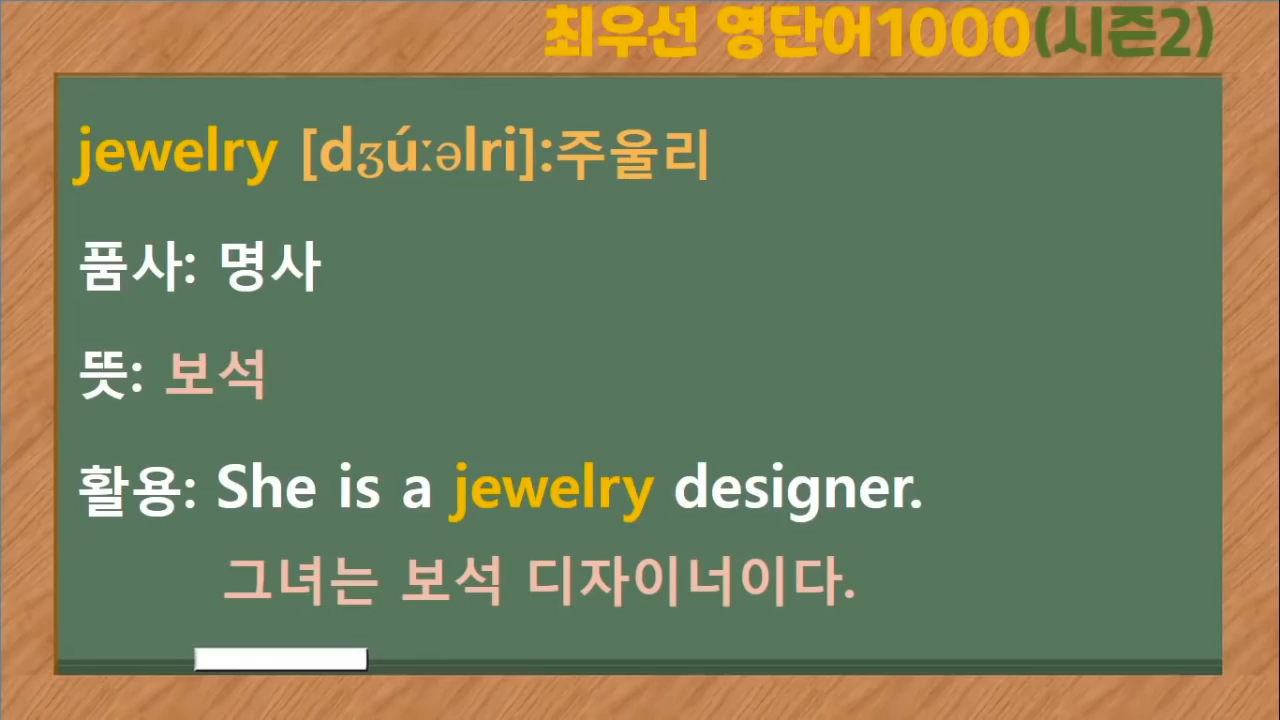 최우선 영단어1000(시즌2)
jewelry [dʒúːəlri]:주울리
품사: 명사
뜻: 보석
활용: She is a jewelry designer.
그녀는 보석 디자이너이다.